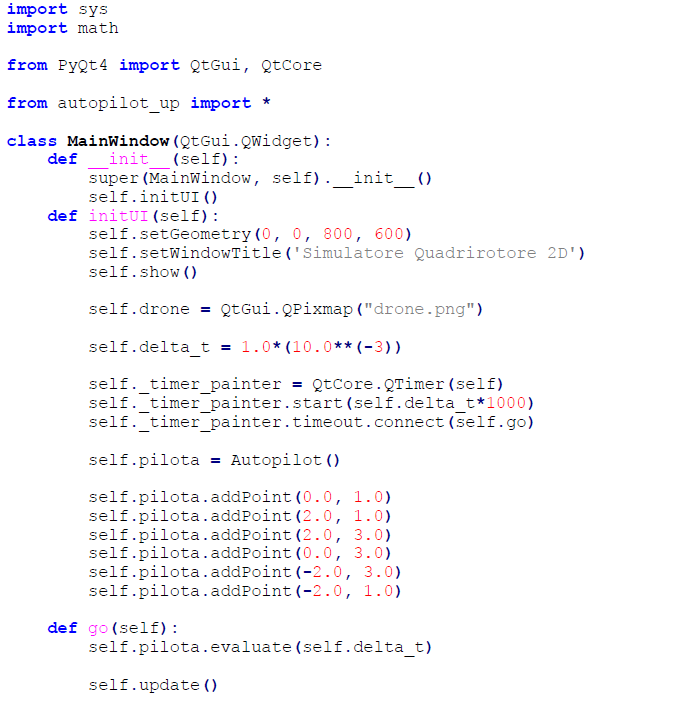 import sys
import math

from PyQt4 import QtGui, QtCore

from autopilot_up import *

class MainWindow(QtGui.QWidget):
    def __init__(self):
        super(MainWindow, self).__init__()
        self.initUI()
    def initUI(self):
        self.setGeometry(0, 0, 800, 600)
        self.setWindowTitle('Simulatore Quadrirotore 2D')
        self.show()

        self.drone = QtGui.QPixmap("drone.png")

        self.delta_t = 1.0*(10.0**(-3))

        self._timer_painter = QtCore.QTimer(self)
        self._timer_painter.start(self.delta_t*1000)
        self._timer_painter.timeout.connect(self.go)

        self.pilota = Autopilot()

        self.pilota.addPoint(0.0, 1.0)
        self.pilota.addPoint(2.0, 1.0)
        self.pilota.addPoint(2.0, 3.0)
        self.pilota.addPoint(0.0, 3.0)
        self.pilota.addPoint(-2.0, 3.0)
        self.pilota.addPoint(-2.0, 1.0)

    def go(self):
        self.pilota.evaluate(self.delta_t)

        self.update()